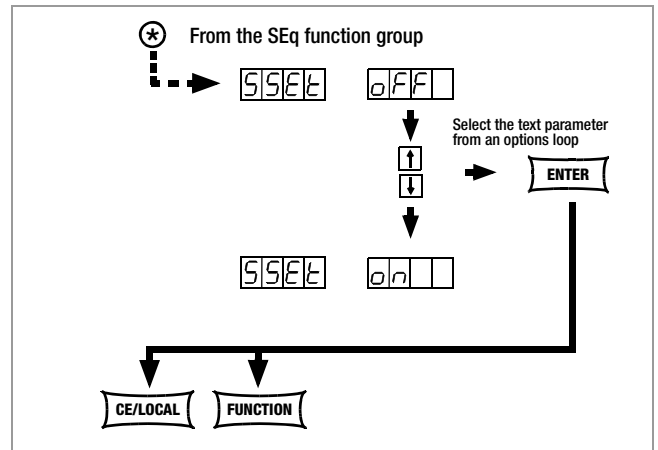 From the SEq function group
SSEt oFF
Select the text parameter
from an options loop
ENTER
SSEt on
CE/LOCAL FUNCTION